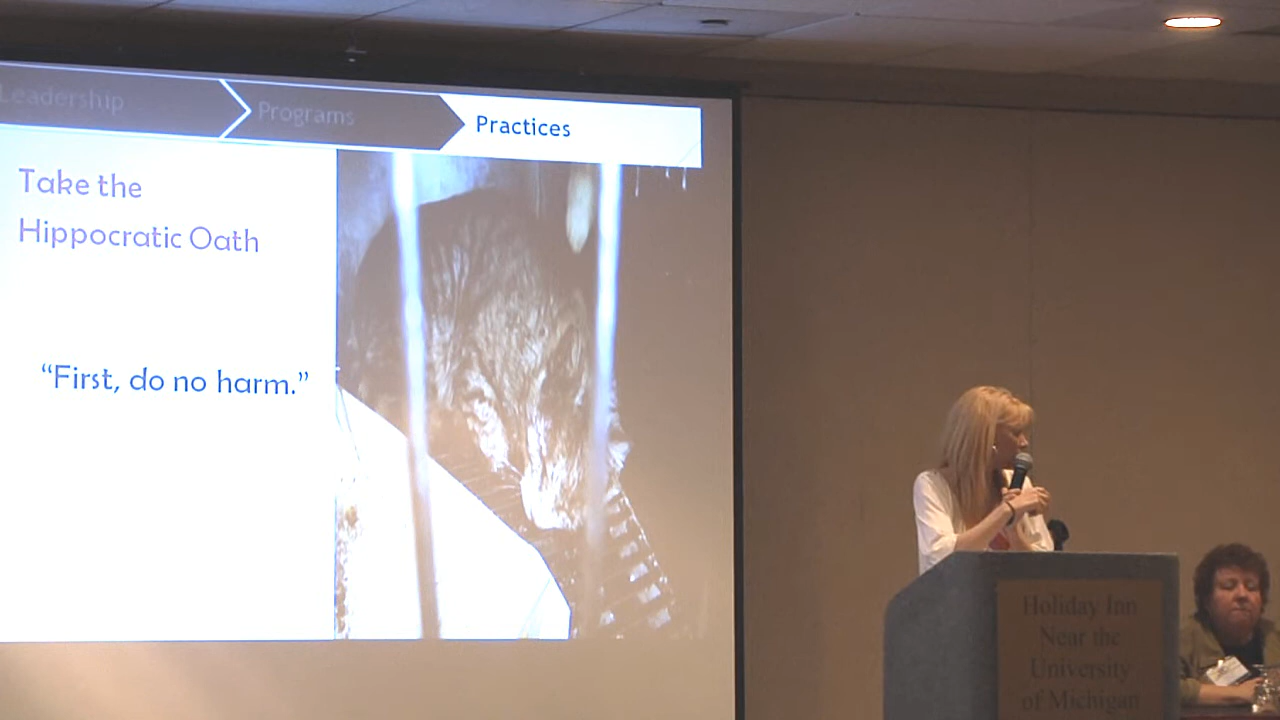 Leadership
Programs
Practices
Take the
Hippocratic Oath
“First, do no harm.”
Holiday Inn
Near the
University
of Michigan